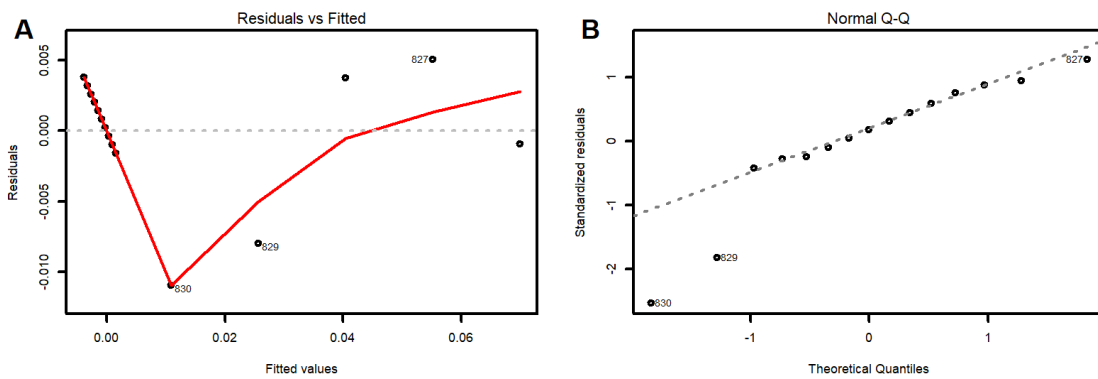 A
Residuals vs Fitted
Residuals
0.005
0.000
-0.005
-0.010
827
829
830
0.00
0.02
0.04
0.06
Fitted values
B
Normal Q-Q
Standardized residuals
1
0
-1
-2
827
829
830
-1
0
1
Theoretical Quantiles